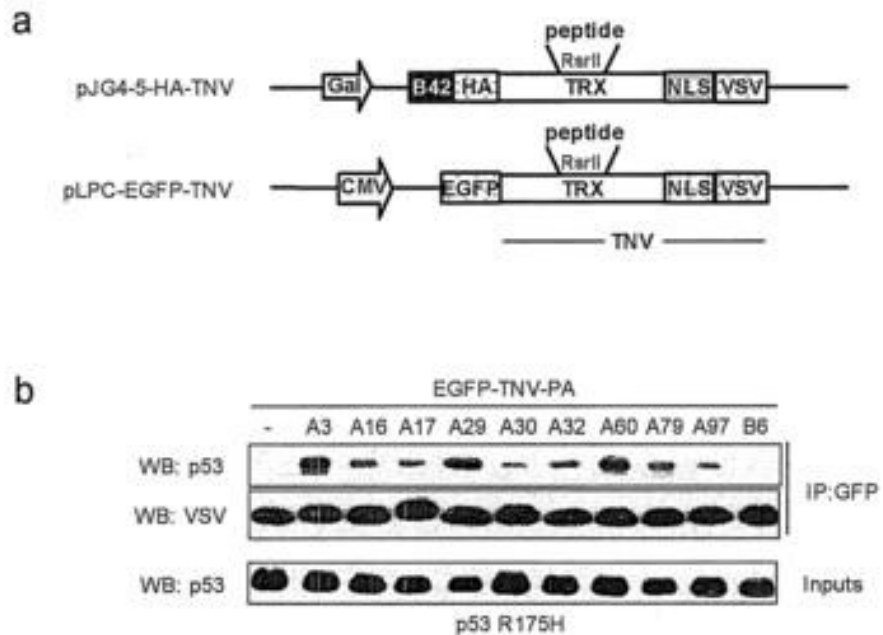 a
peptide
RsrII
pJG4-5-HA-TNV Gal B42 HA TRX NLS VSV
peptide
RsrII
pLPC-EGFP-TNV CMV EGFP TRX NLS VSV
TNV
b
EGFP-TNV-PA
- A3 A16 A17 A29 A30 A32 A60 A79 A97 B6
WB: p53
IP:GFP
WB: VSV
WB: p53 Inputs
p53 R175H